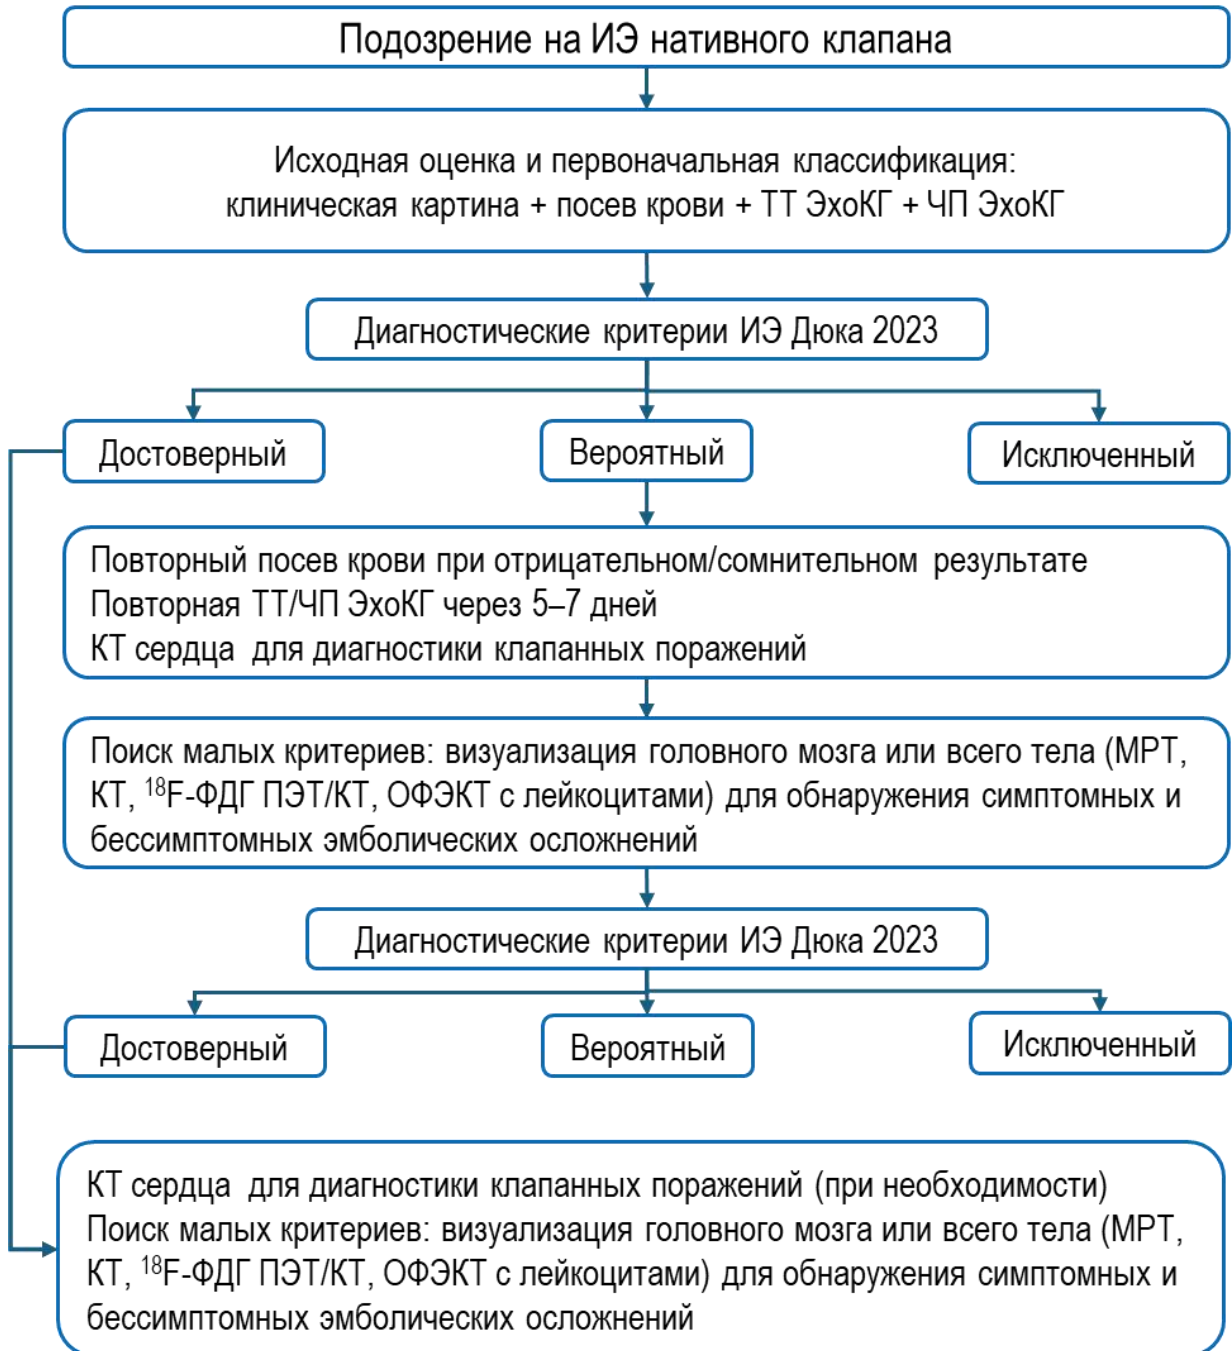 Подозрение на ИЭ нативного клапана
Исходная оценка и первоначальная классификация:
клиническая картина + посев крови + ТТ ЭхоКГ + ЧП ЭхоКГ
Диагностические критерии ИЭ Дюка 2023
Достоверный
Вероятный
Исключенный
Повторный посев крови при отрицательном/сомнительном результате
Повторная ТТ/ЧП ЭхоКГ через 5–7 дней
КТ сердца для диагностики клапанных поражений
Поиск малых критериев: визуализация головного мозга или всего тела (МРТ,
КТ, ¹⁸F-ФДГ ПЭТ/КТ, ОФЭКТ с лейкоцитами) для обнаружения симптомных и
бессимптомных эмболических осложнений
Диагностические критерии ИЭ Дюка 2023
Достоверный
Вероятный
Исключенный
КТ сердца для диагностики клапанных поражений (при необходимости)
Поиск малых критериев: визуализация головного мозга или всего тела (МРТ,
КТ, ¹⁸F-ФДГ ПЭТ/КТ, ОФЭКТ с лейкоцитами) для обнаружения симптомных и
бессимптомных эмболических осложнений